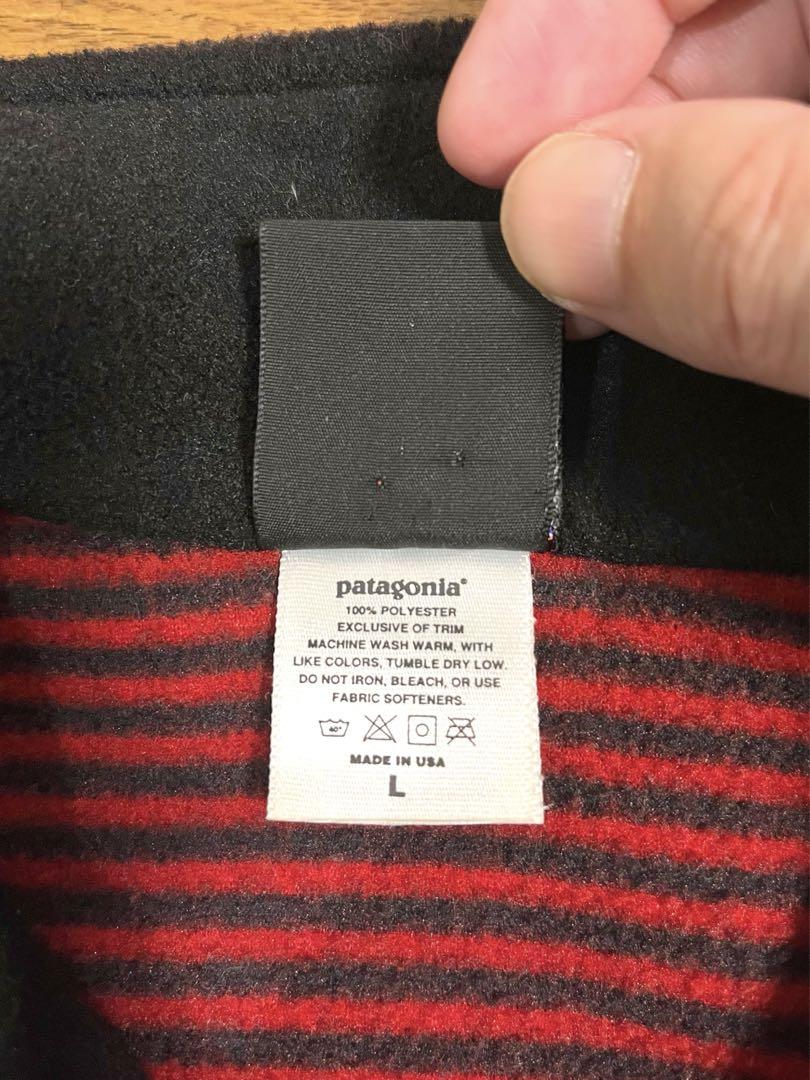 patagonia®
100% POLYESTER
EXCLUSIVE OF TRIM
MACHINE WASH WARM, WITH
LIKE COLORS, TUMBLE DRY LOW.
DO NOT IRON, BLEACH, OR USE
FABRIC SOFTENERS.
40°
MADE IN USA
L